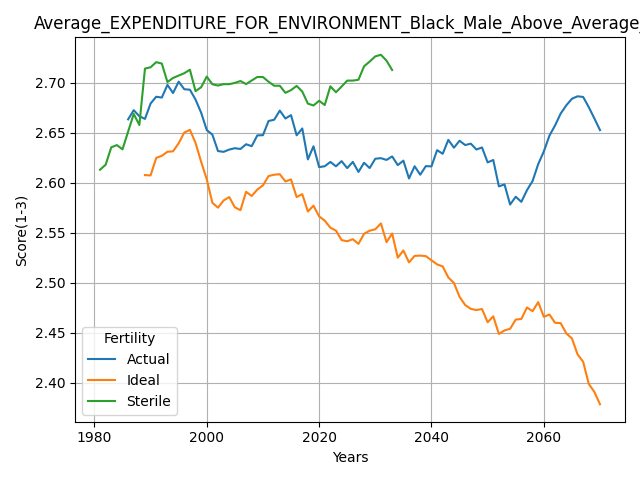 Average_EXPENDITURE_FOR_ENVIRONMENT_Black_Male_Above_Average_
2.70
2.65
2.60
2.55
2.50
2.45
2.40
Score(1-3)
Fertility
Actual
Ideal
Sterile
1980
2000
2020
2040
2060
Years